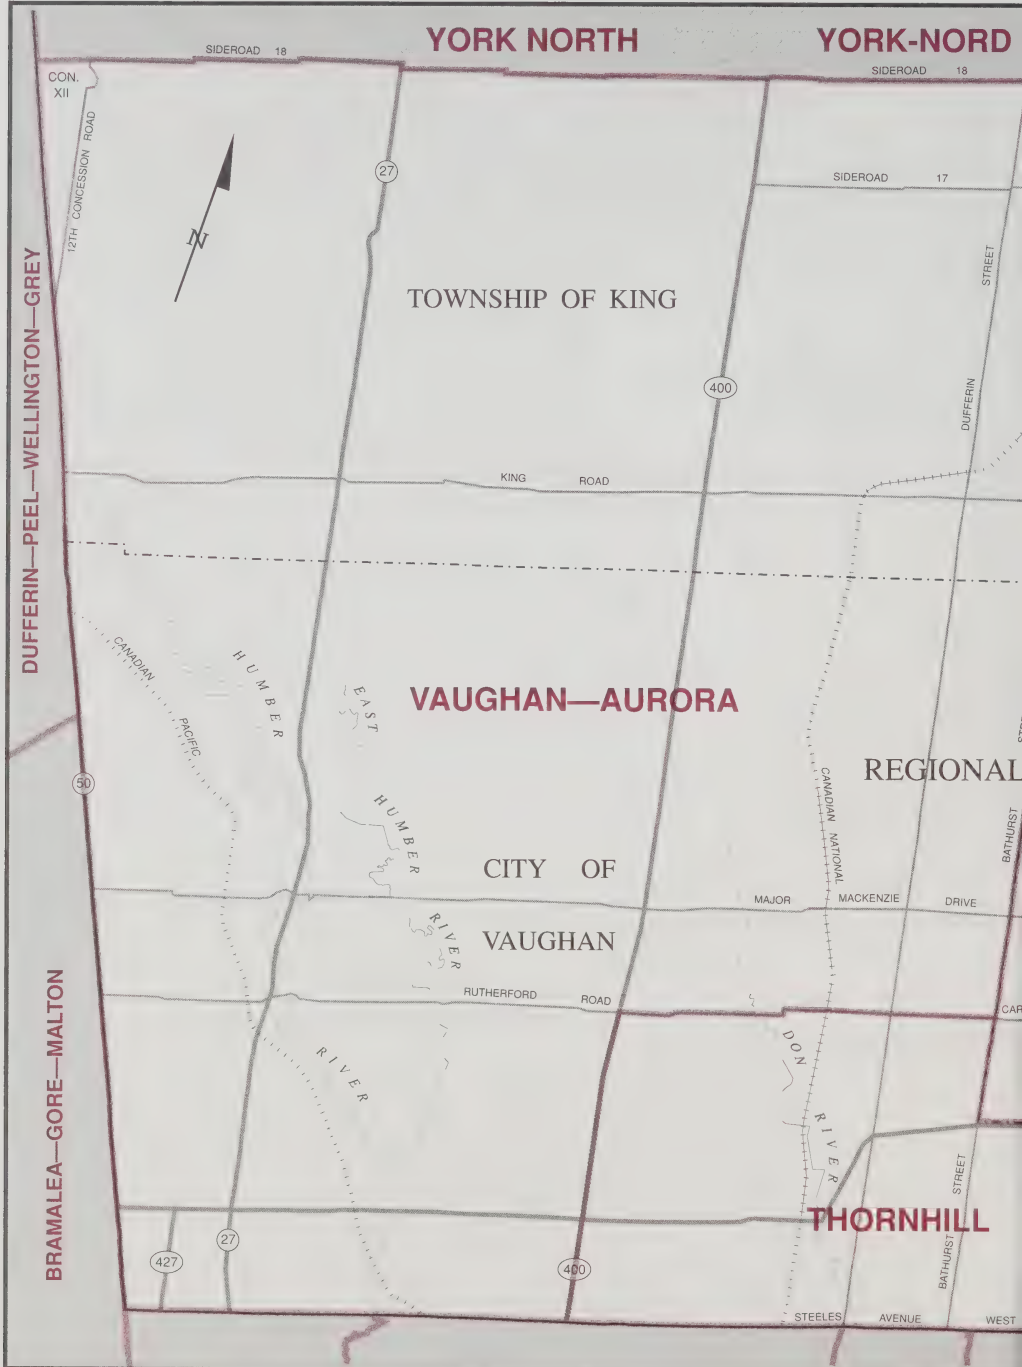 YORK NORTH
YORK-NORD
SIDEROAD 18
SIDEROAD 18
CON.
XII
12TH CONCESSION ROAD
27
N
SIDEROAD 17
STREET
DUFFERIN
TOWNSHIP OF KING
400
DUFFERIN—PEEL—WELLINGTON—GREY
KING ROAD
CANADIAN
PACIFIC
HUMBER
EAST
HUMBER
RIVER
VAUGHAN—AURORA
REGIONAL
50
CANADIAN NATIONAL
BATHURST
CITY OF
VAUGHAN
MAJOR MACKENZIE DRIVE
RUTHERFORD ROAD
CAR
RIVER
DON
RIVER
BRAMALEA—GORE—MALTON
THORNHILL
BATHURST STREET
427
27
400
STEELES AVENUE WEST